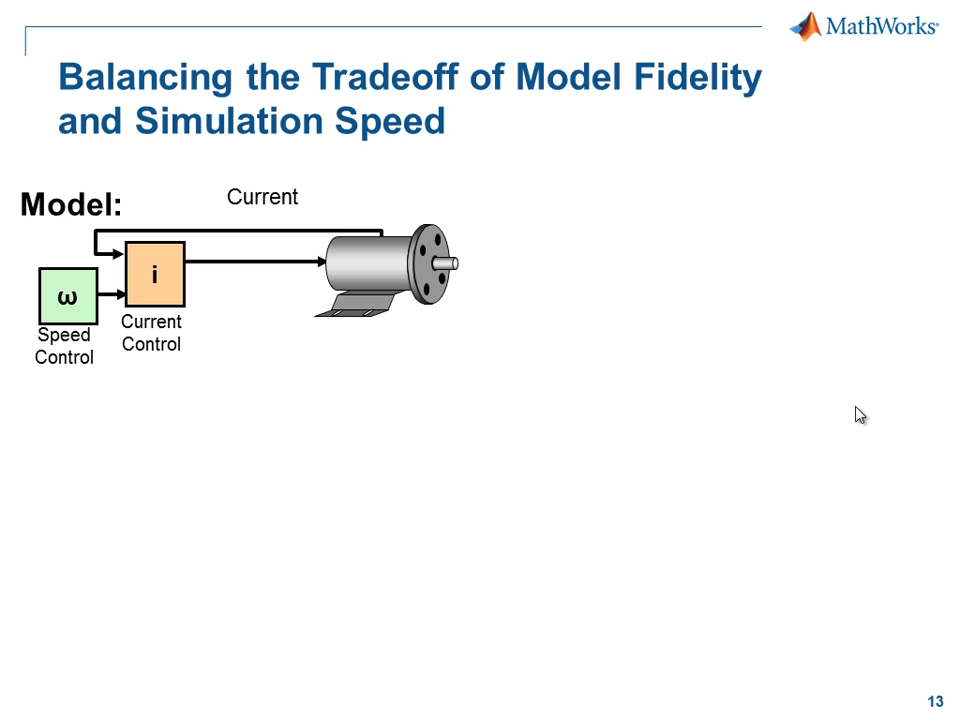 MathWorks®
Balancing the Tradeoff of Model Fidelity
and Simulation Speed
Model:
Current
i
ω
Current
Control
Speed
Control
13